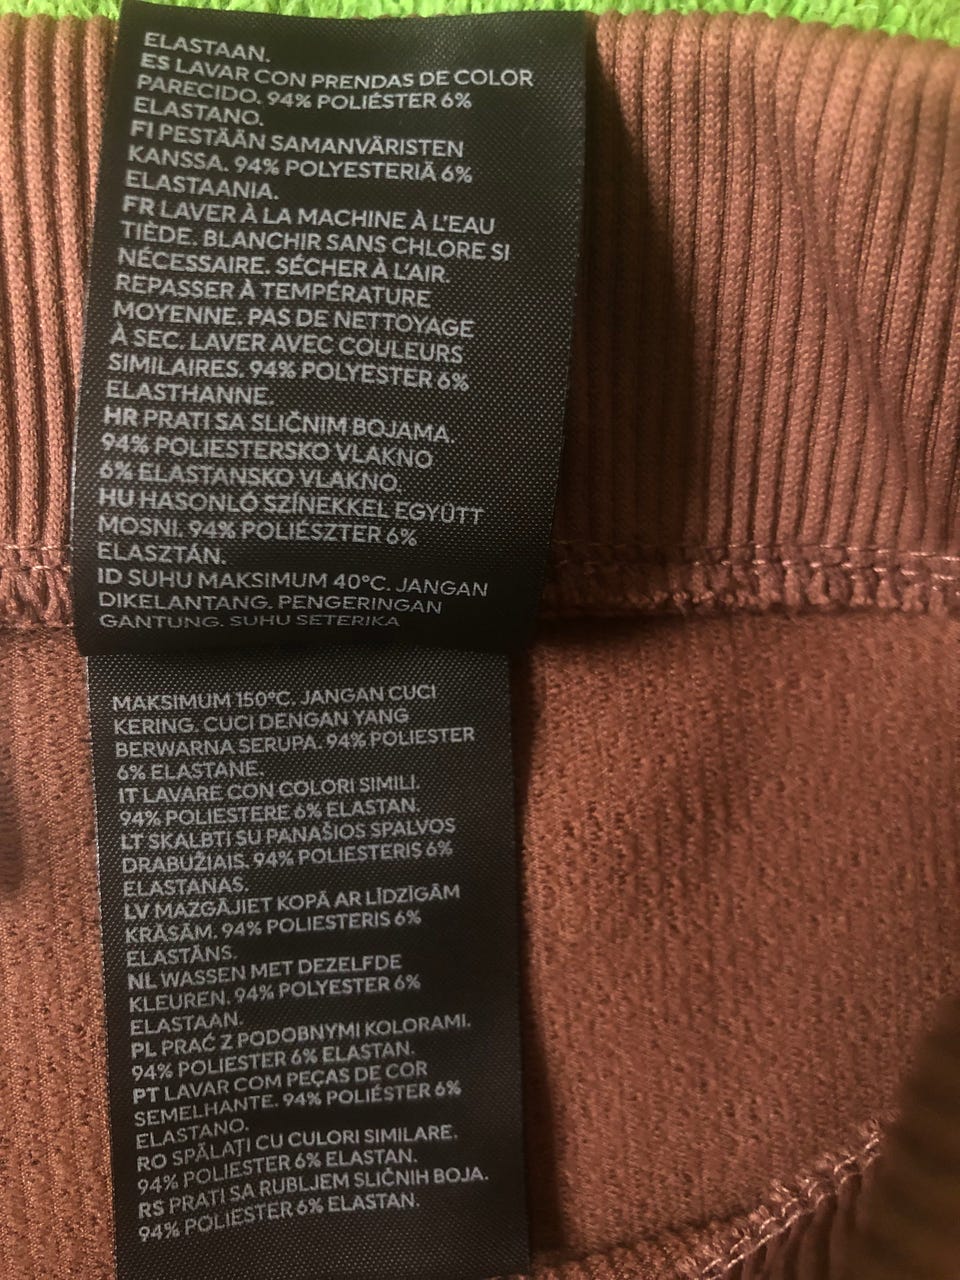 ELASTAAN.
ES LAVAR CON PRENDAS DE COLOR
PARECIDO. 94% POLIÉSTER 6%
ELASTANO.
FI PESTÄÄN SAMANVÄRISTEN
KANSSA. 94% POLYESTERIÄ 6%
ELASTAANIA.
FR LAVER À LA MACHINE À L'EAU
TIÈDE. BLANCHIR SANS CHLORE SI
NÉCESSAIRE. SÉCHER À L'AIR.
REPASSER À TEMPÉRATURE
MOYENNE. PAS DE NETTOYAGE
À SEC. LAVER AVEC COULEURS
SIMILAIRES. 94% POLYESTER 6%
ELASTHANNE.
HR PRATI SA SLIČNIM BOJAMA.
94% POLIESTERSKO VLAKNO
6% ELASTANSKO VLAKNO.
HU HASONLÓ SZÍNEKKEL EGYÜTT
MOSNI. 94% POLIÉSZTER 6%
ELASZTÁN.
ID SUHU MAKSIMUM 40°C. JANGAN
DIKELANTANG. PENGERINGAN
GANTUNG. SUHU SETERIKA
MAKSIMUM 150°C. JANGAN CUCI
KERING. CUCI DENGAN YANG
BERWARNA SERUPA. 94% POLIESTER
6% ELASTANE.
IT LAVARE CON COLORI SIMILI.
94% POLIESTERE 6% ELASTAN.
LT SKALBTI SU PANAŠIOS SPALVOS
DRABUŽIAIS. 94% POLIESTERIS 6%
ELASTANAS.
LV MAZGĀJIET KOPĀ AR LĪDZĪGĀM
KRĀSĀM. 94% POLIESTERIS 6%
ELASTĀNS.
NL WASSEN MET DEZELFDE
KLEUREN. 94% POLYESTER 6%
ELASTAAN.
PL PRAĆ Z PODOBNYMI KOLORAMI.
94% POLIESTER 6% ELASTAN.
PT LAVAR COM PEÇAS DE COR
SEMELHANTE. 94% POLIÉSTER 6%
ELASTANO.
RO SPĂLAȚI CU CULORI SIMILARE.
94% POLIESTER 6% ELASTAN.
RS PRATI SA RUBLJEM SLIČNIH BOJA.
94% POLIESTER 6% ELASTAN.